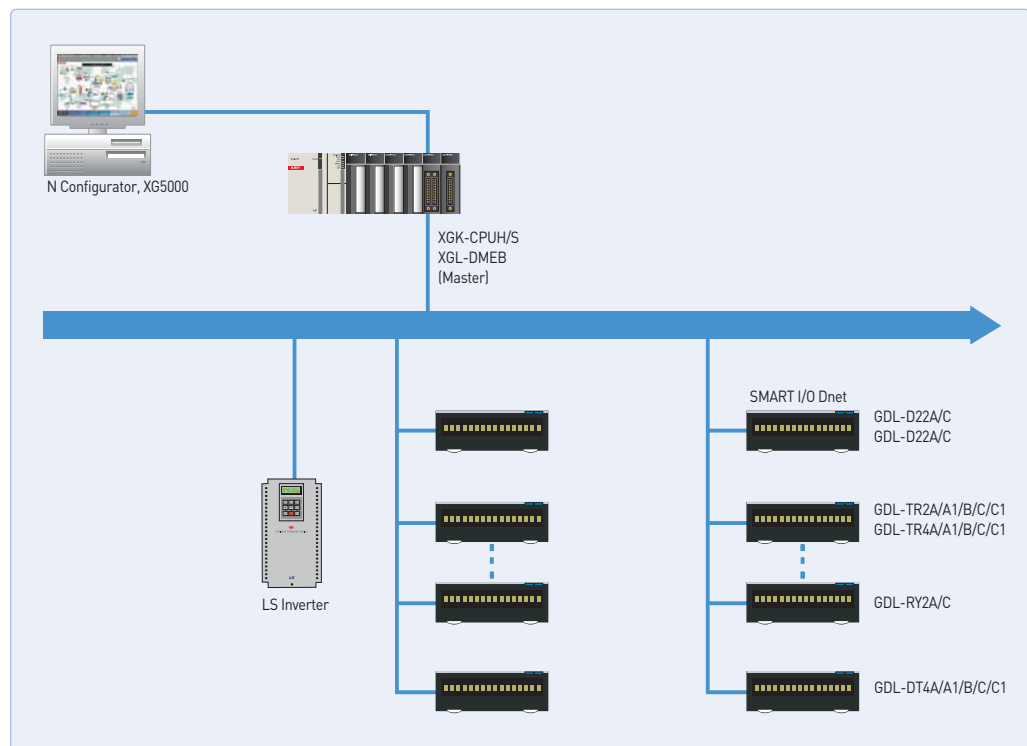 N Configurator, XG5000
XGK-CPUH/S
XGL-DMEB
(Master)
SMART I/O Dnet
GDL-D22A/C
GDL-D22A/C
GDL-TR2A/A1/B/C/C1
GDL-TR4A/A1/B/C/C1
LS Inverter
GDL-RY2A/C
GDL-DT4A/A1/B/C/C1